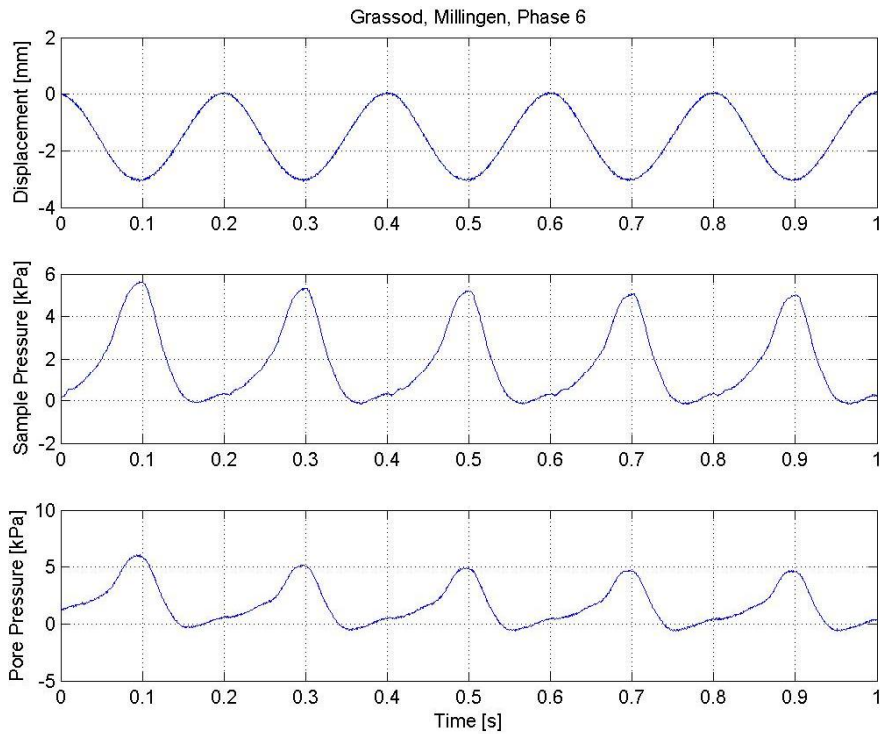 Grassod, Millingen, Phase 6
Displacement [mm]
2
0
-2
-4
0 0.1 0.2 0.3 0.4 0.5 0.6 0.7 0.8 0.9 1
Sample Pressure [kPa]
6
4
2
0
-2
0 0.1 0.2 0.3 0.4 0.5 0.6 0.7 0.8 0.9 1
Pore Pressure [kPa]
10
5
0
-5
0 0.1 0.2 0.3 0.4 0.5 0.6 0.7 0.8 0.9 1
Time [s]